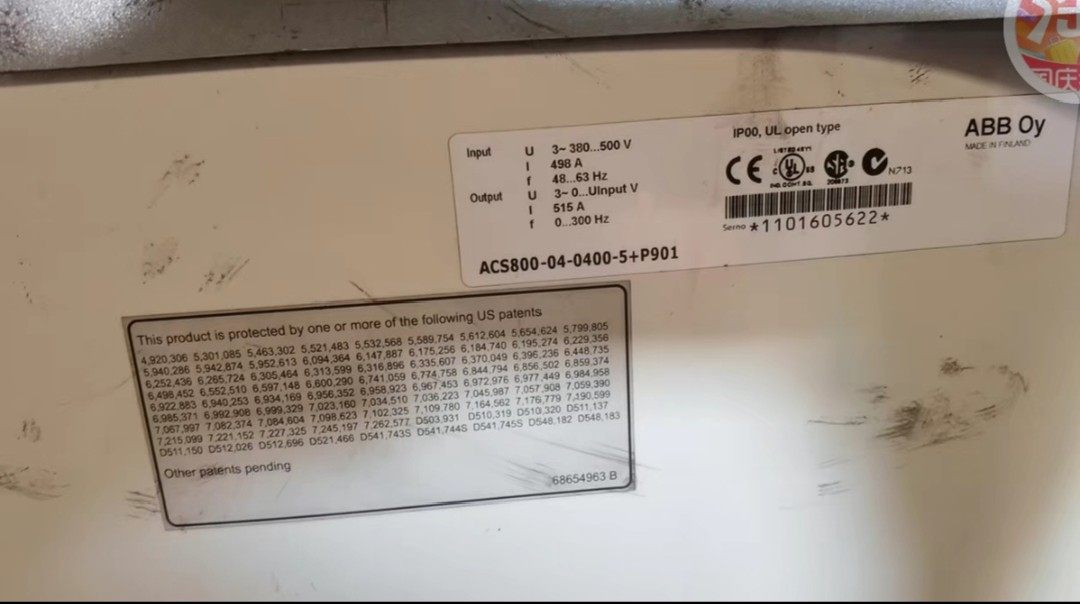 IP00, UL open type
ABB Oy
MADE IN FINLAND
Input U 3~ 380...500 V
I 498 A
f 48...63 Hz
Output U 3~ 0...Uinput V
I 515 A
f 0...300 Hz
CE
LISTED 45Y1
C UL US
IND. CONT. EQ.
N713
Serno *1101605622*
ACS800-04-0400-5+P901
This product is protected by one or more of the following US patents
4,920,306 5,301,085 5,463,302 5,521,483 5,532,568 5,589,754 5,612,604 5,654,624 5,799,805
5,940,286 5,942,874 5,952,613 6,094,364 6,147,887 6,175,256 6,184,740 6,195,274 6,229,356
6,252,436 6,265,724 6,305,464 6,313,599 6,316,896 6,335,607 6,370,049 6,396,236 6,448,735
6,498,452 6,552,510 6,597,148 6,600,290 6,741,059 6,774,758 6,844,794 6,856,502 6,859,374
6,922,883 6,940,253 6,934,169 6,956,352 6,958,923 6,967,453 6,972,976 6,977,449 6,984,958
6,985,371 6,992,908 6,999,329 7,023,160 7,034,510 7,036,223 7,045,987 7,057,908 7,059,390
7,067,997 7,082,374 7,084,604 7,098,623 7,102,325 7,109,780 7,164,562 7,176,779 7,190,599
7,215,099 7,221,152 7,227,325 7,245,197 7,262,577 D503,931 D510,319 D510,320 D511,137
D511,150 D512,026 D512,696 D521,466 D541,743S D541,744S D541,745S D548,182 D548,183
Other patents pending
68654963 B
国庆